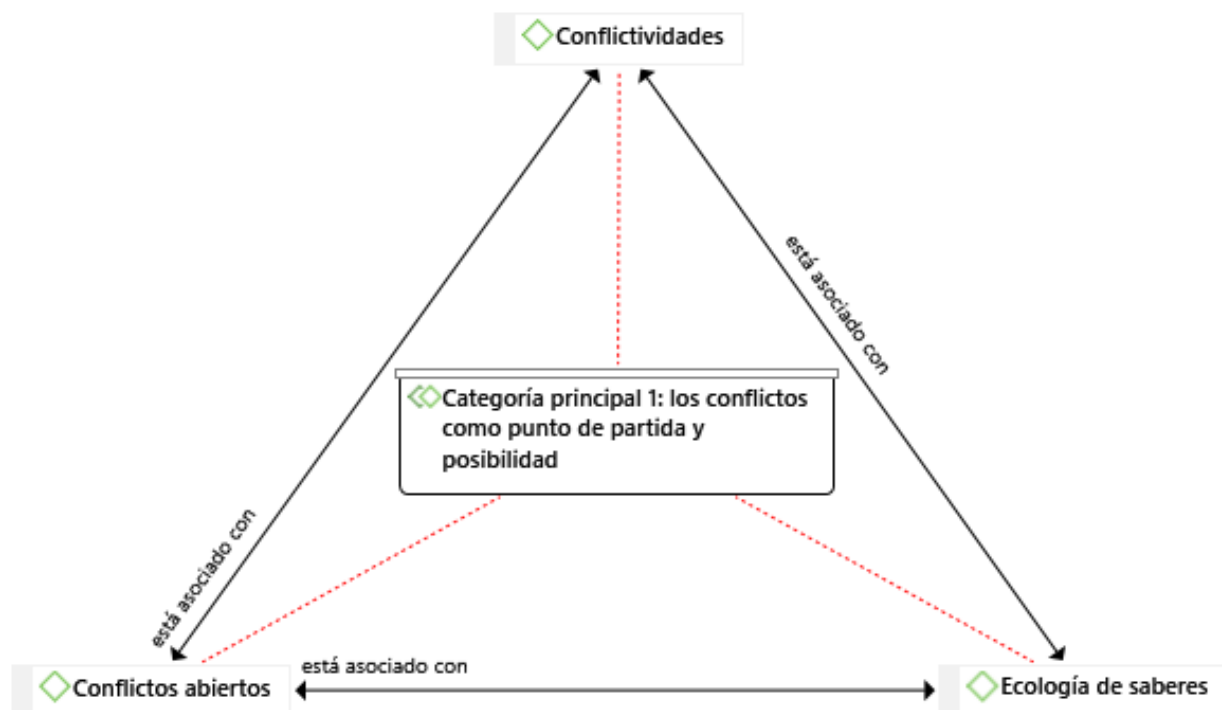 Conflictividades
está asociado con
Categoría principal 1: los conflictos
como punto de partida y
posibilidad
está asociado con
está asociado con
Conflictos abiertos
Ecología de saberes